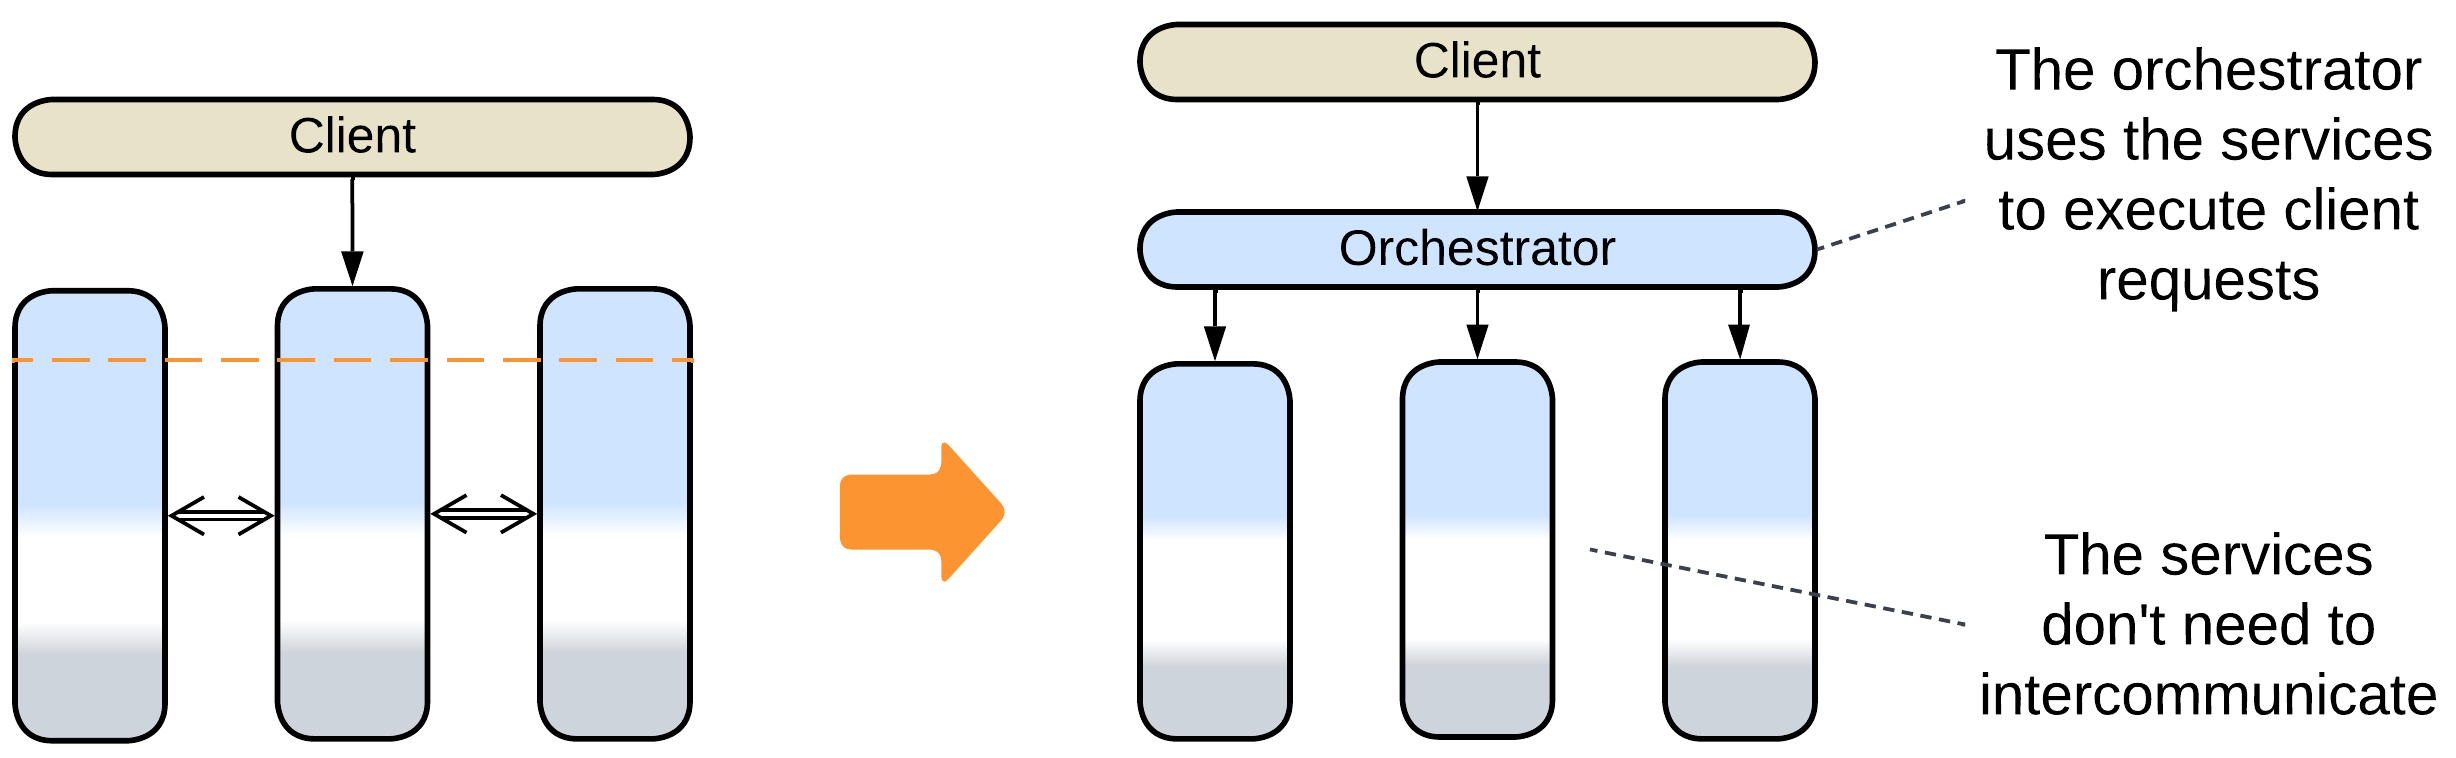 Client
Client
Orchestrator
The orchestrator
uses the services
to execute client
requests
The services
don't need to
intercommunicate